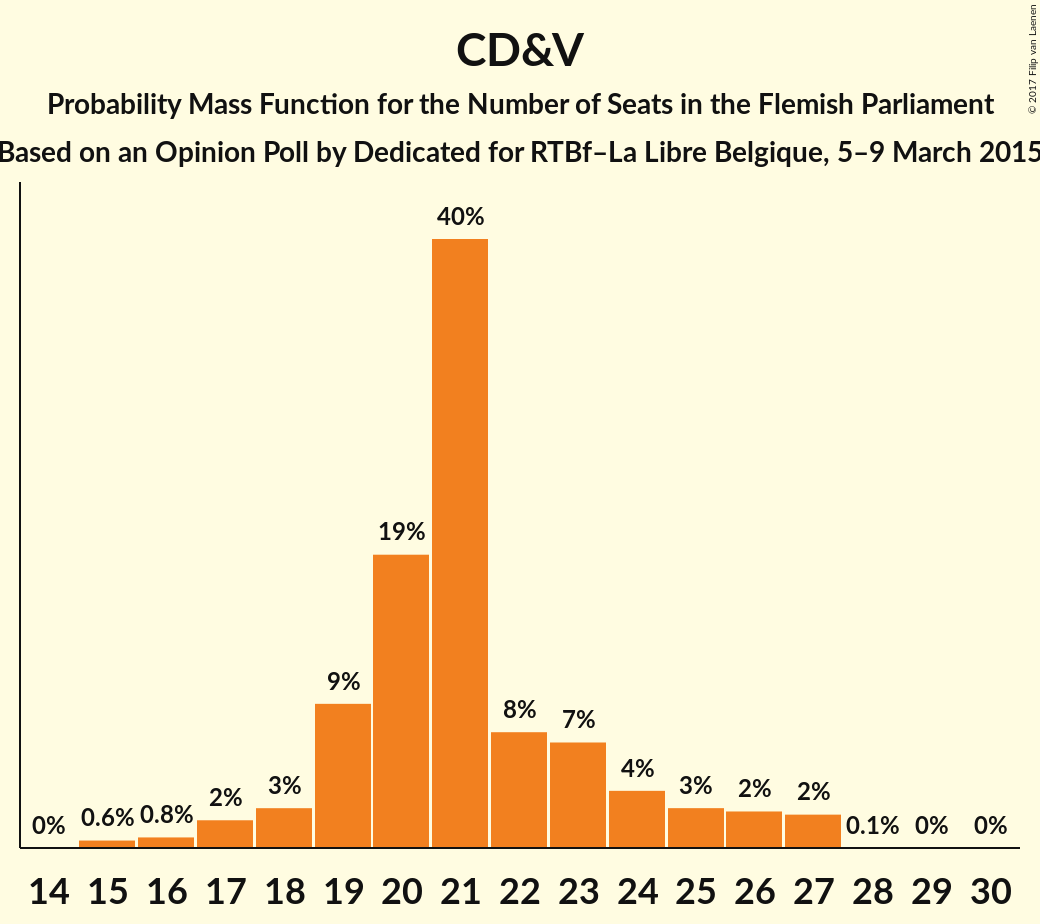 CD&V
Probability Mass Function for the Number of Seats in the Flemish Parliament
Based on an Opinion Poll by Dedicated for RTBf–La Libre Belgique, 5–9 March 2015
© 2017 Filip van Laenen
0% 0.6% 0.8% 2% 3% 9% 19% 40% 8% 7% 4% 3% 2% 2% 0.1% 0% 0%
14 15 16 17 18 19 20 21 22 23 24 25 26 27 28 29 30